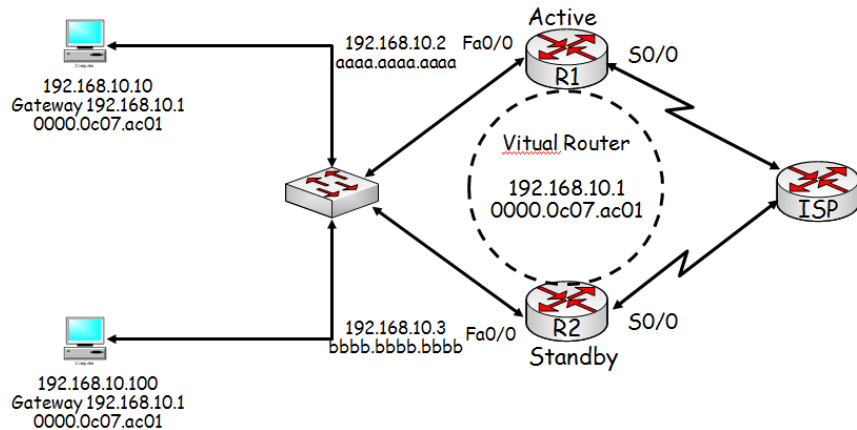 Active
192.168.10.2 Fa0/0
aaaa.aaaa.aaaa
S0/0
R1
Computer
192.168.10.10
Gateway 192.168.10.1
0000.0c07.ac01
Vitual Router
192.168.10.1
0000.0c07.ac01
ISP
R2
192.168.10.3 Fa0/0
bbbb.bbbb.bbbb
S0/0
Standby
Computer
192.168.10.100
Gateway 192.168.10.1
0000.0c07.ac01